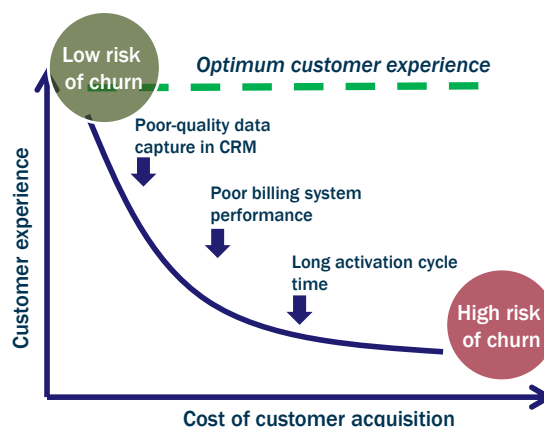 Low risk
of churn
Optimum customer experience
Poor-quality data
capture in CRM
Poor billing system
performance
Long activation cycle
time
High risk
of churn
Customer experience
Cost of customer acquisition